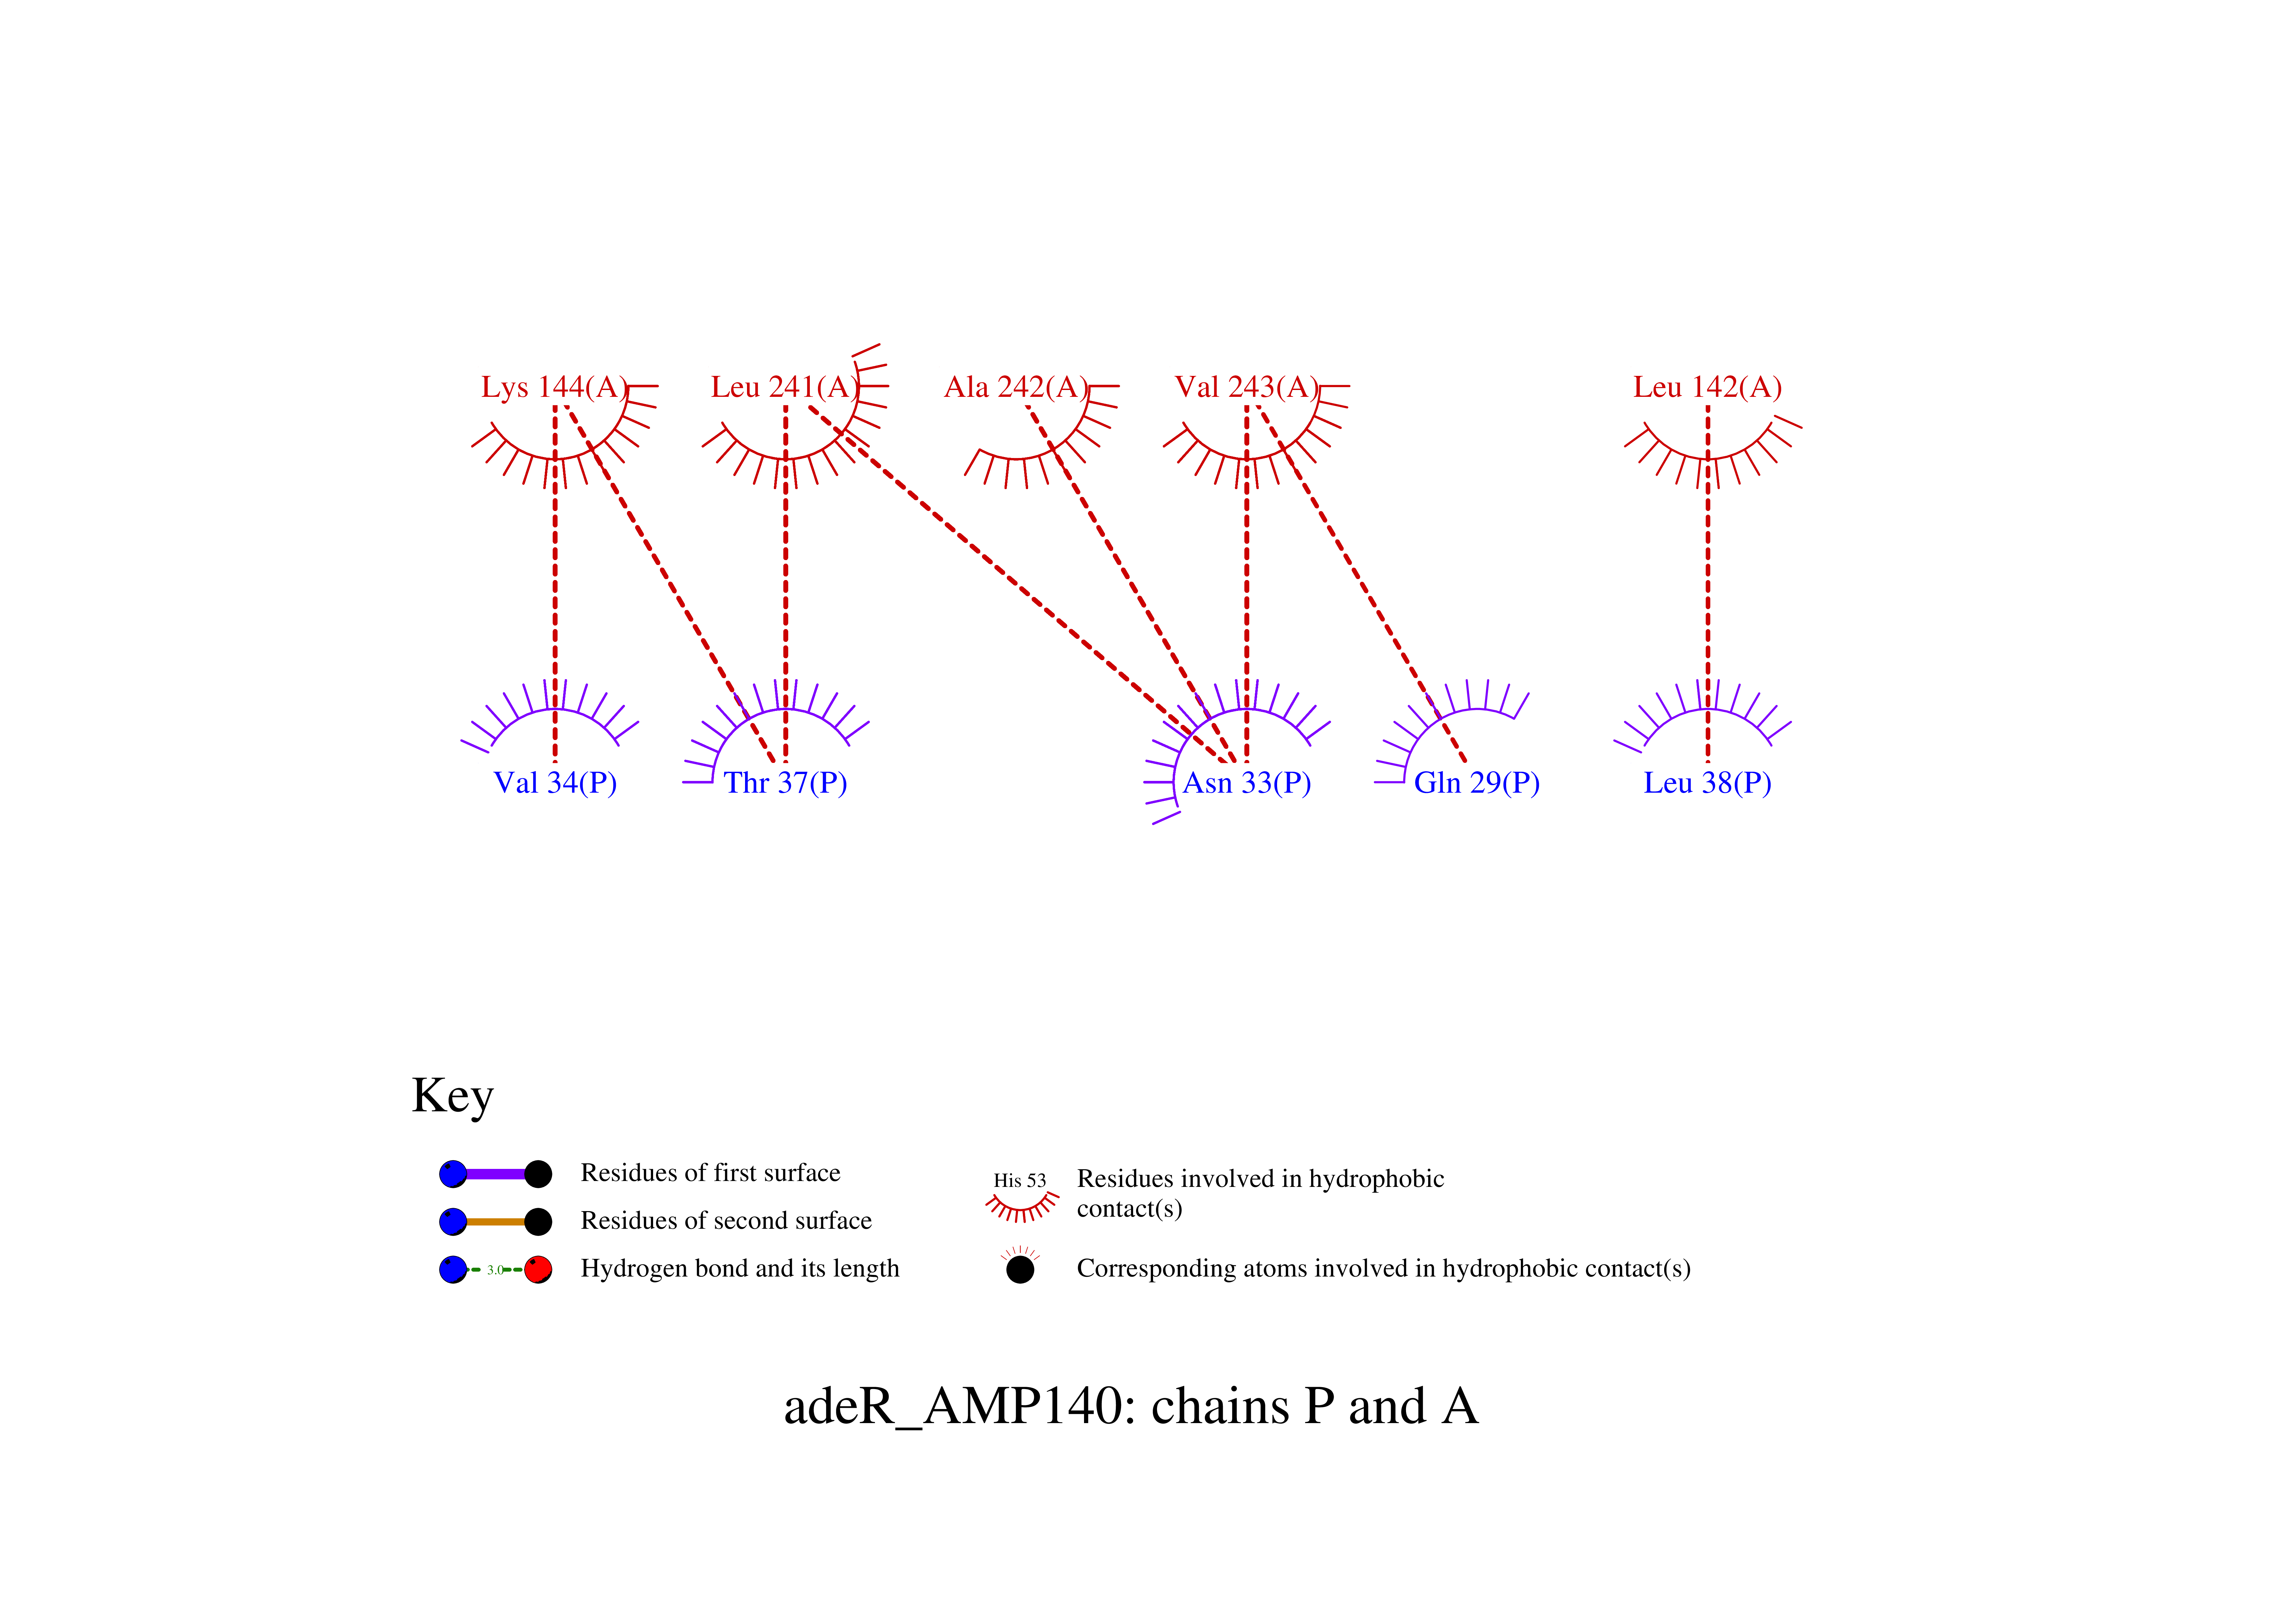 Lys 144(A) Leu 241(A) Ala 242(A) Val 243(A) Leu 142(A)
Val 34(P) Thr 37(P) Asn 33(P) Gln 29(P) Leu 38(P)
Key
Residues of first surface
Residues of second surface
3.0 Hydrogen bond and its length
His 53 Residues involved in hydrophobic
contact(s)
Corresponding atoms involved in hydrophobic contact(s)
adeR_AMP140: chains P and A